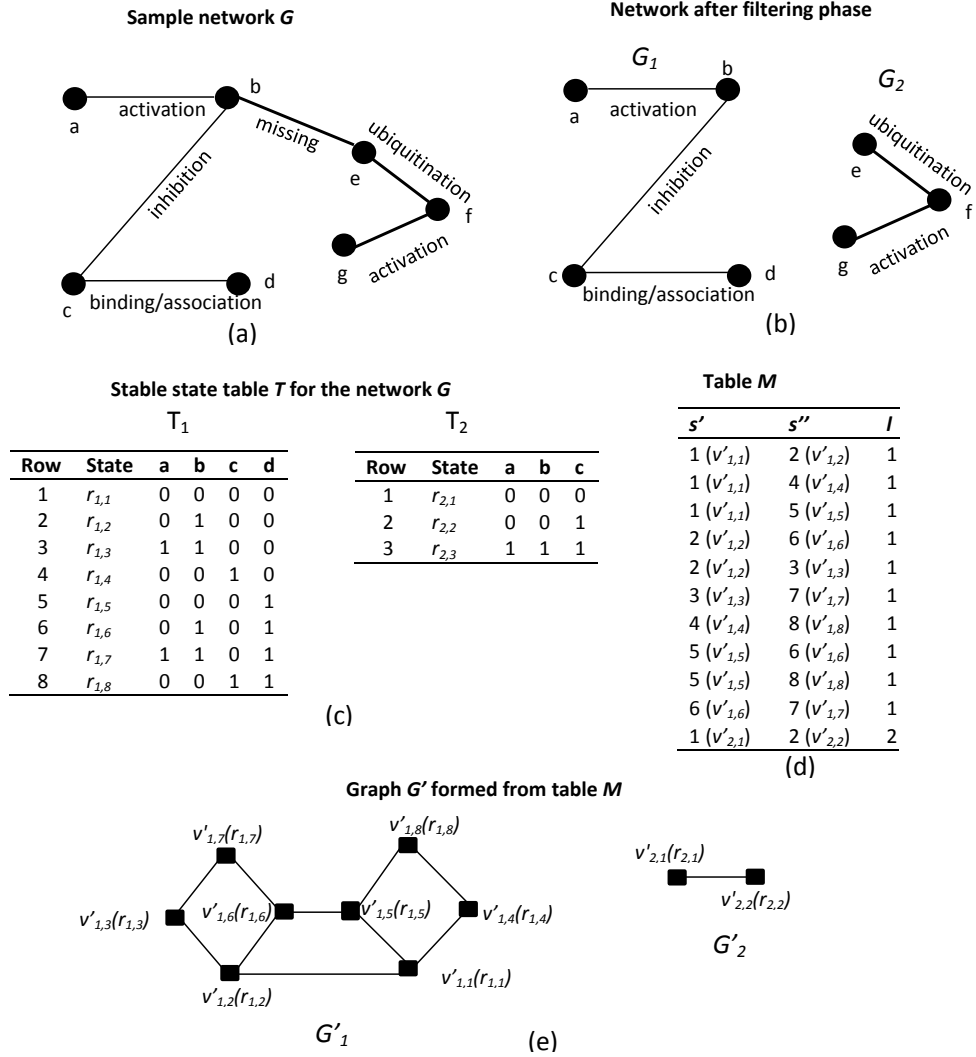 Sample network G
Network after filtering phase
a
b
activation
missing
ubiquitination
e
inhibition
f
g
activation
c
d
binding/association
(a)
G1
G2
a
b
activation
ubiquitination
e
inhibition
f
g
activation
c
d
binding/association
(b)
Stable state table T for the network G
T1
Row State a b c d
1 r1,1 0 0 0 0
2 r1,2 0 1 0 0
3 r1,3 1 1 0 0
4 r1,4 0 0 1 0
5 r1,5 0 0 0 1
6 r1,6 0 1 0 1
7 r1,7 1 1 0 1
8 r1,8 0 0 1 1
T2
Row State a b c
1 r2,1 0 0 0
2 r2,2 0 0 1
3 r2,3 1 1 1
(c)
Table M
s' s'' l
1 (v'1,1) 2 (v'1,2) 1
1 (v'1,1) 4 (v'1,4) 1
1 (v'1,1) 5 (v'1,5) 1
2 (v'1,2) 6 (v'1,6) 1
2 (v'1,2) 3 (v'1,3) 1
3 (v'1,3) 7 (v'1,7) 1
4 (v'1,4) 8 (v'1,8) 1
5 (v'1,5) 6 (v'1,6) 1
5 (v'1,5) 8 (v'1,8) 1
6 (v'1,6) 7 (v'1,7) 1
1 (v'2,1) 2 (v'2,2) 2
(d)
Graph G' formed from table M
v'1,7(r1,7)
v'1,8(r1,8)
v'1,3(r1,3)
v'1,6(r1,6)
v'1,5(r1,5)
v'1,4(r1,4)
v'1,2(r1,2)
v'1,1(r1,1)
G'1
v'2,1(r2,1)
v'2,2(r2,2)
G'2
(e)